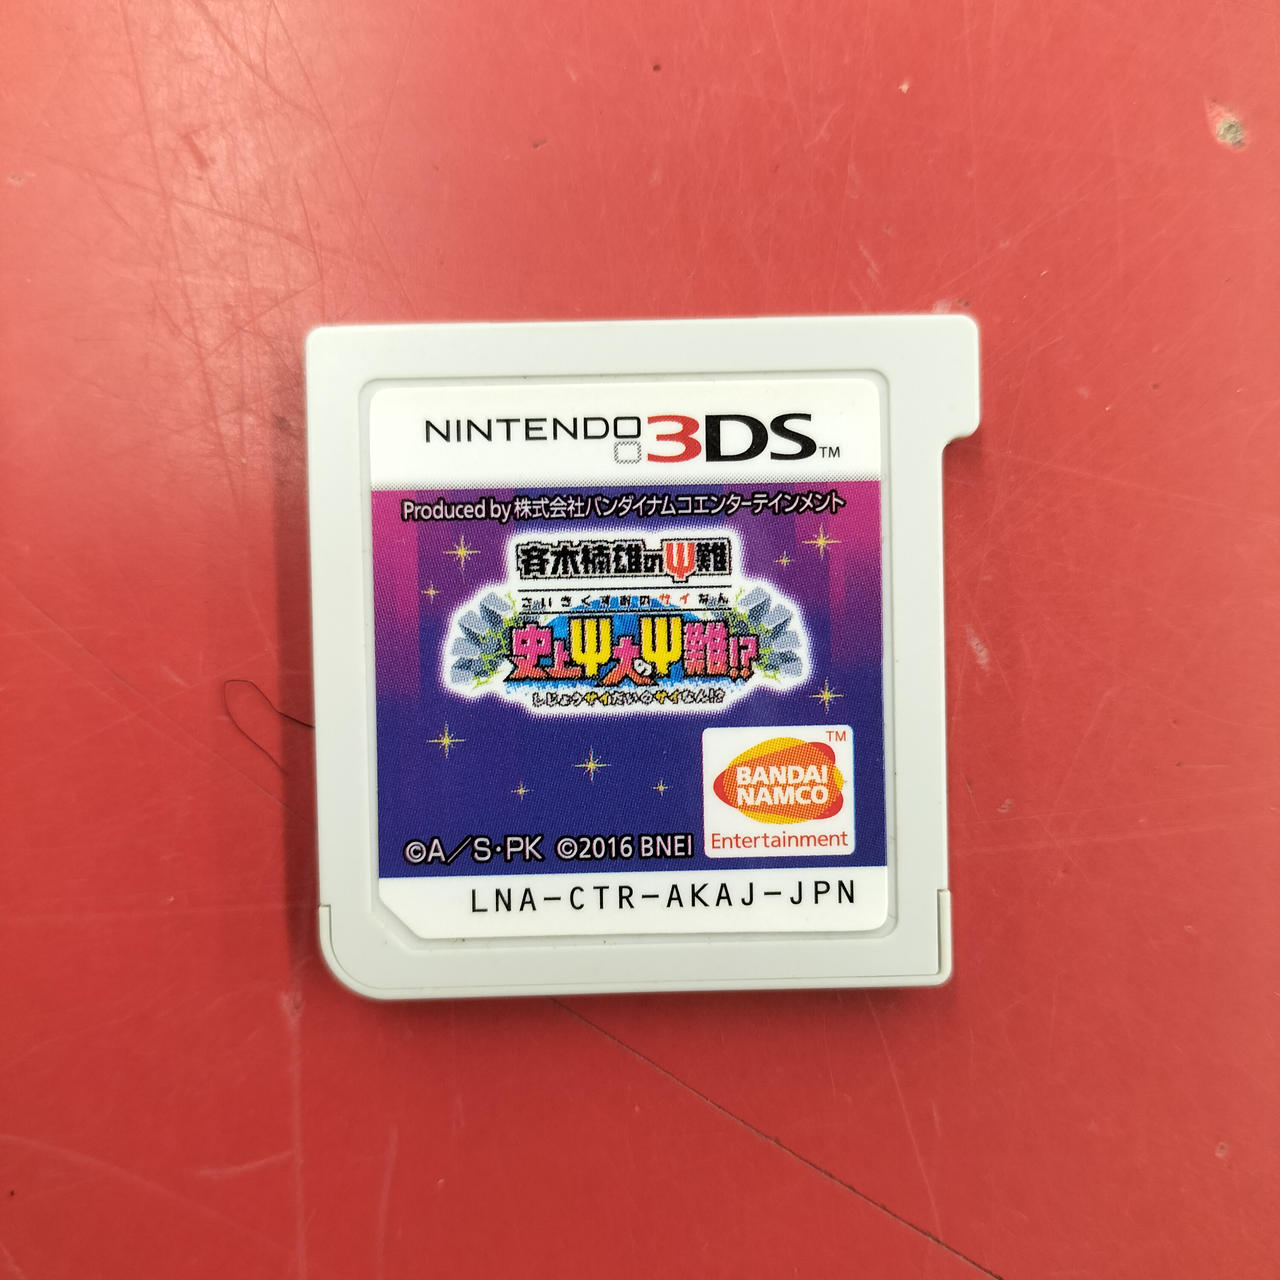 NINTENDO 3DS™
Produced by 株式会社バンダイナムコエンターテインメント
斉木楠雄のΨ難
さいきくすおのサイなん
史上Ψ大のΨ難!?
しじょうサイだいのサイなん!?
BANDAI
NAMCO
TM
Entertainment
©A／S・PK ©2016 BNEI
LNA-CTR-AKAJ-JPN